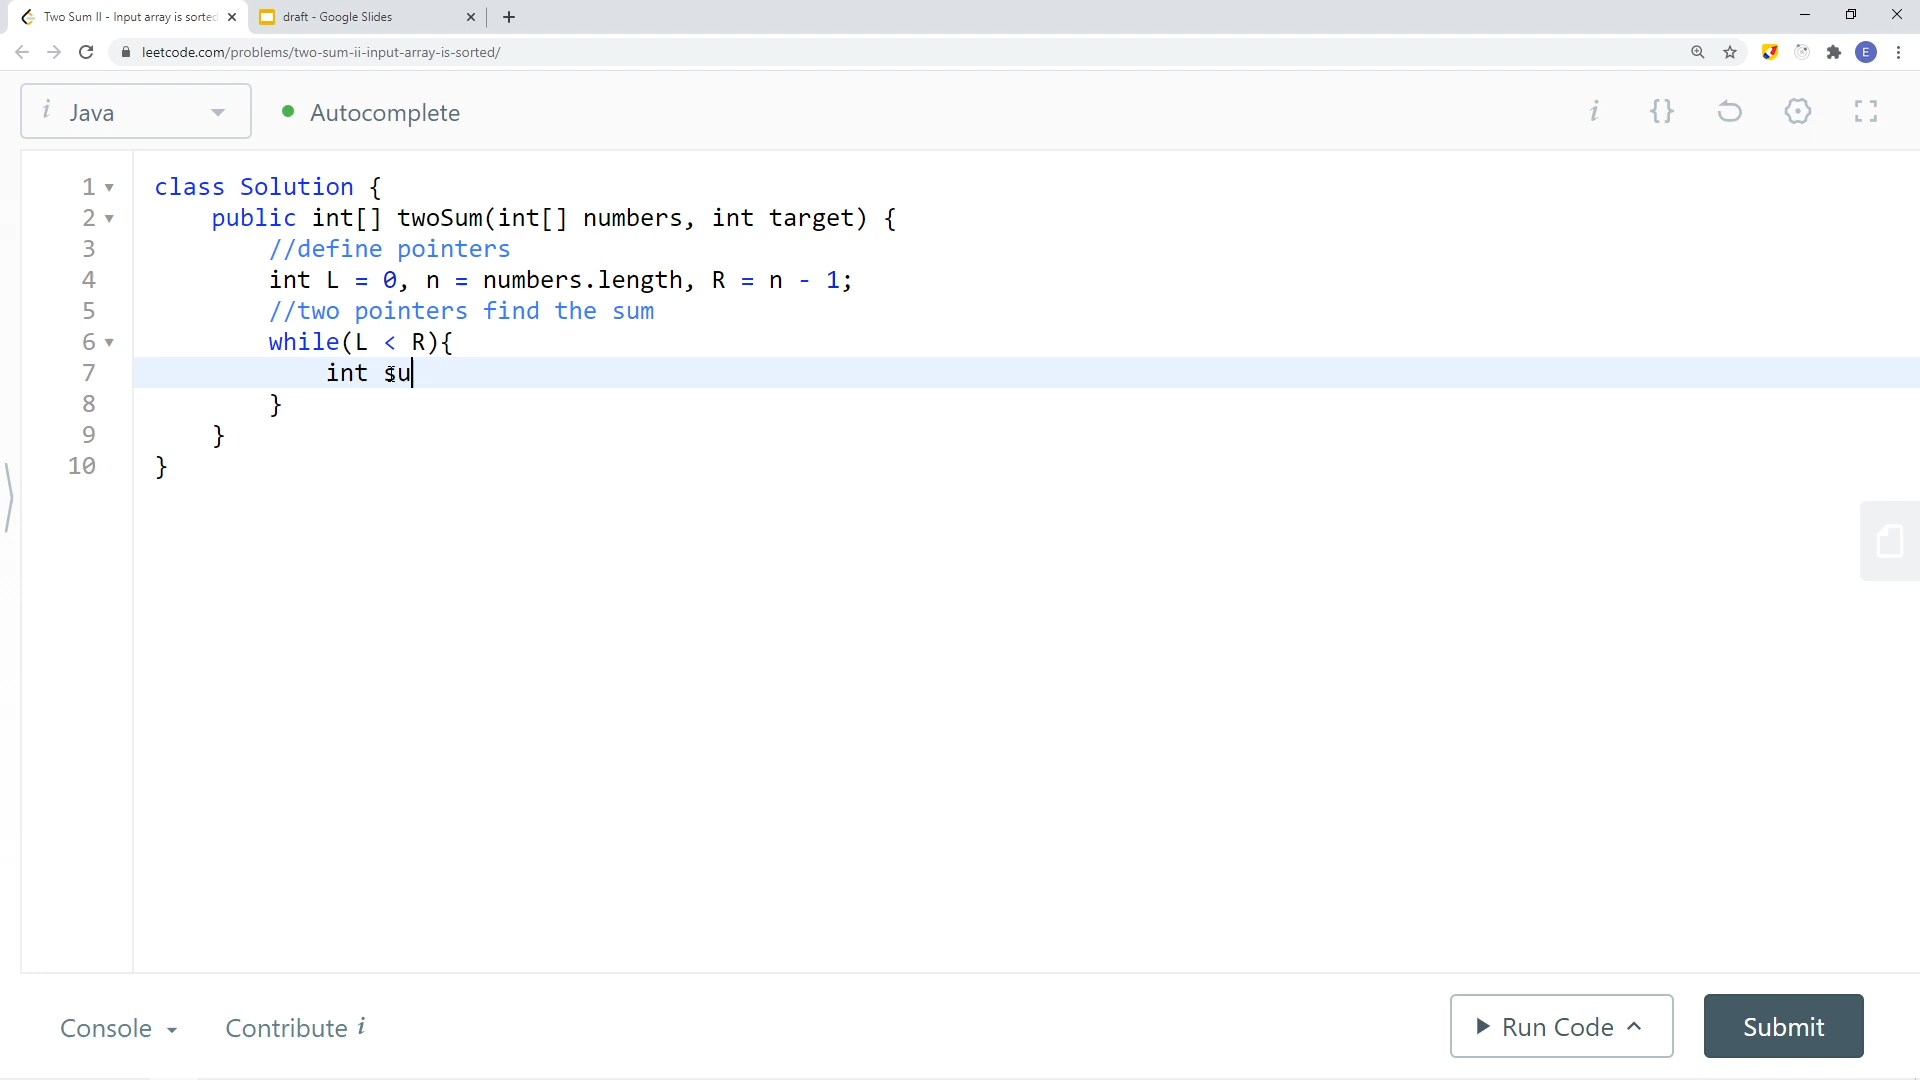 Two Sum II - Input array is sorted
draft - Google Slides
leetcode.com/problems/two-sum-ii-input-array-is-sorted/
E
i Java
Autocomplete
i {}
1 class Solution {
2 public int[] twoSum(int[] numbers, int target) {
3 //define pointers
4 int L = 0, n = numbers.length, R = n - 1;
5 //two pointers find the sum
6 while(L < R){
7 int su
8 }
9 }
10 }
Console
Contribute i
Run Code
Submit